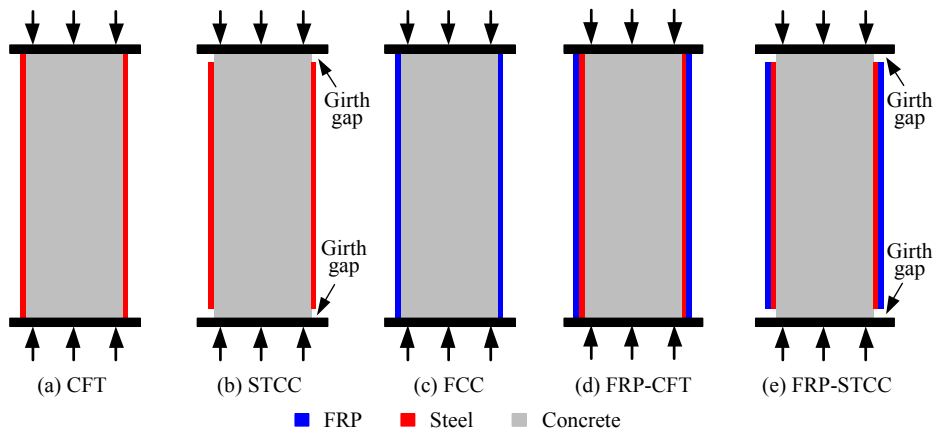 Girth
gap
Girth
gap
Girth
gap
Girth
gap
(a) CFT
(b) STCC
(c) FCC
(d) FRP-CFT
(e) FRP-STCC
FRP
Steel
Concrete